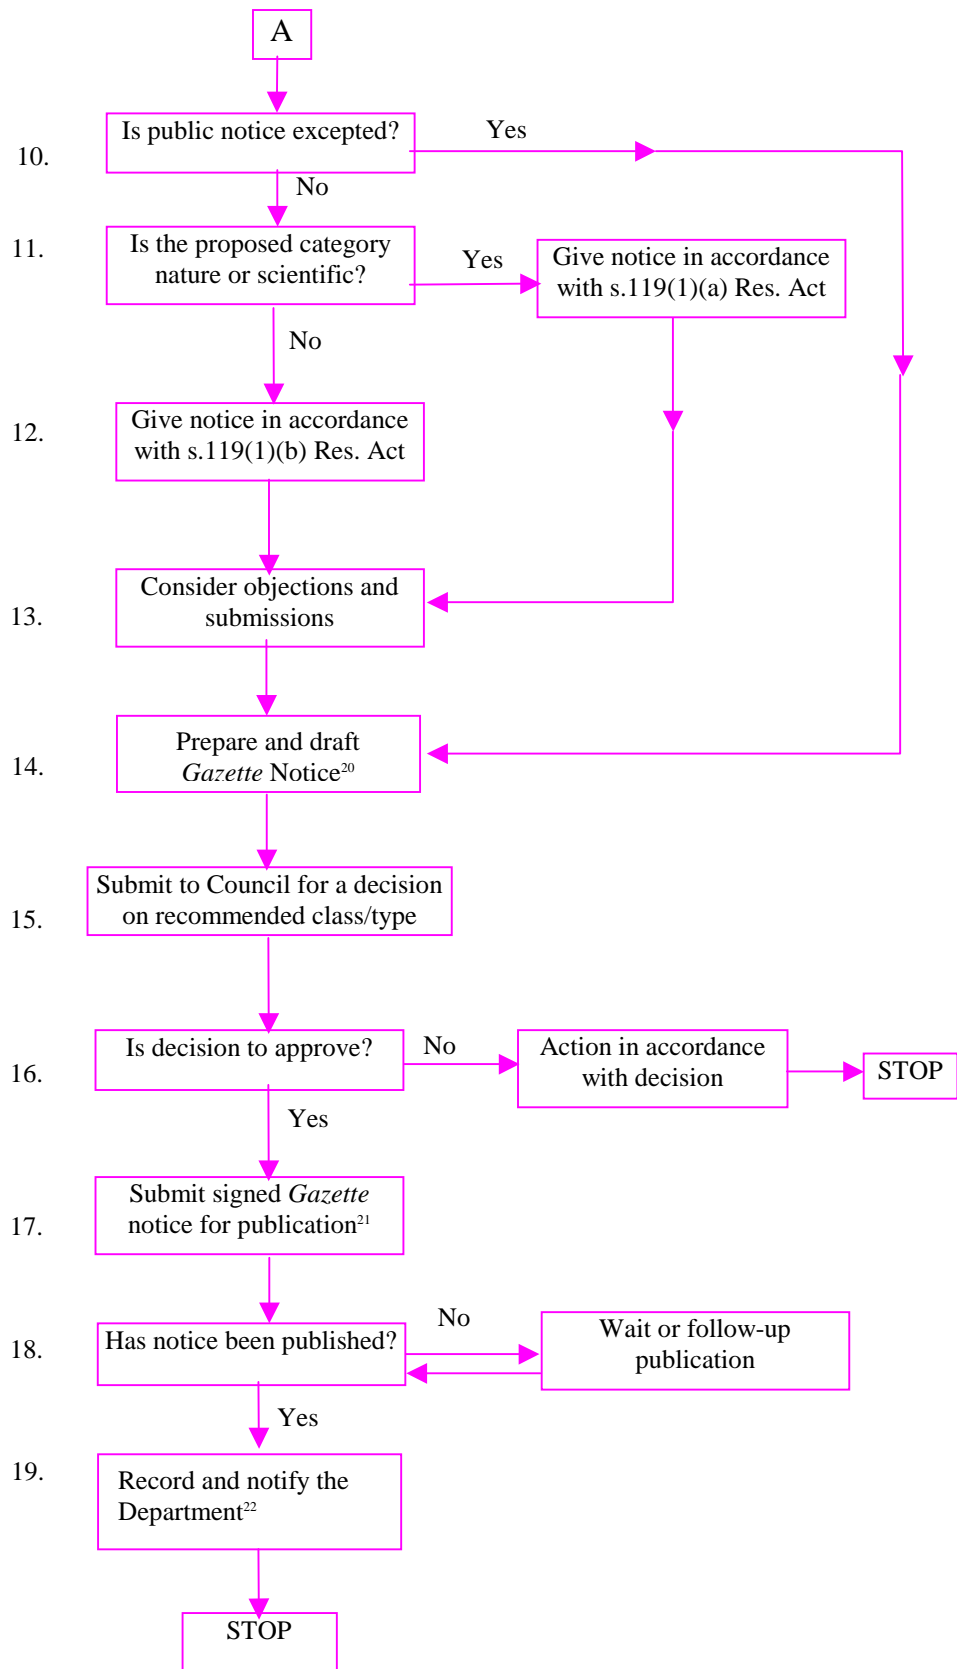 A
10.
Is public notice excepted?
Yes
No
11.
Is the proposed category
nature or scientific?
Yes
Give notice in accordance
with s.119(1)(a) Res. Act
No
12.
Give notice in accordance
with s.119(1)(b) Res. Act
13.
Consider objections and
submissions
14.
Prepare and draft
Gazette Notice20
15.
Submit to Council for a decision
on recommended class/type
16.
Is decision to approve?
No
Action in accordance
with decision
STOP
Yes
17.
Submit signed Gazette
notice for publication21
18.
Has notice been published?
No
Wait or follow-up
publication
Yes
19.
Record and notify the
Department22
STOP